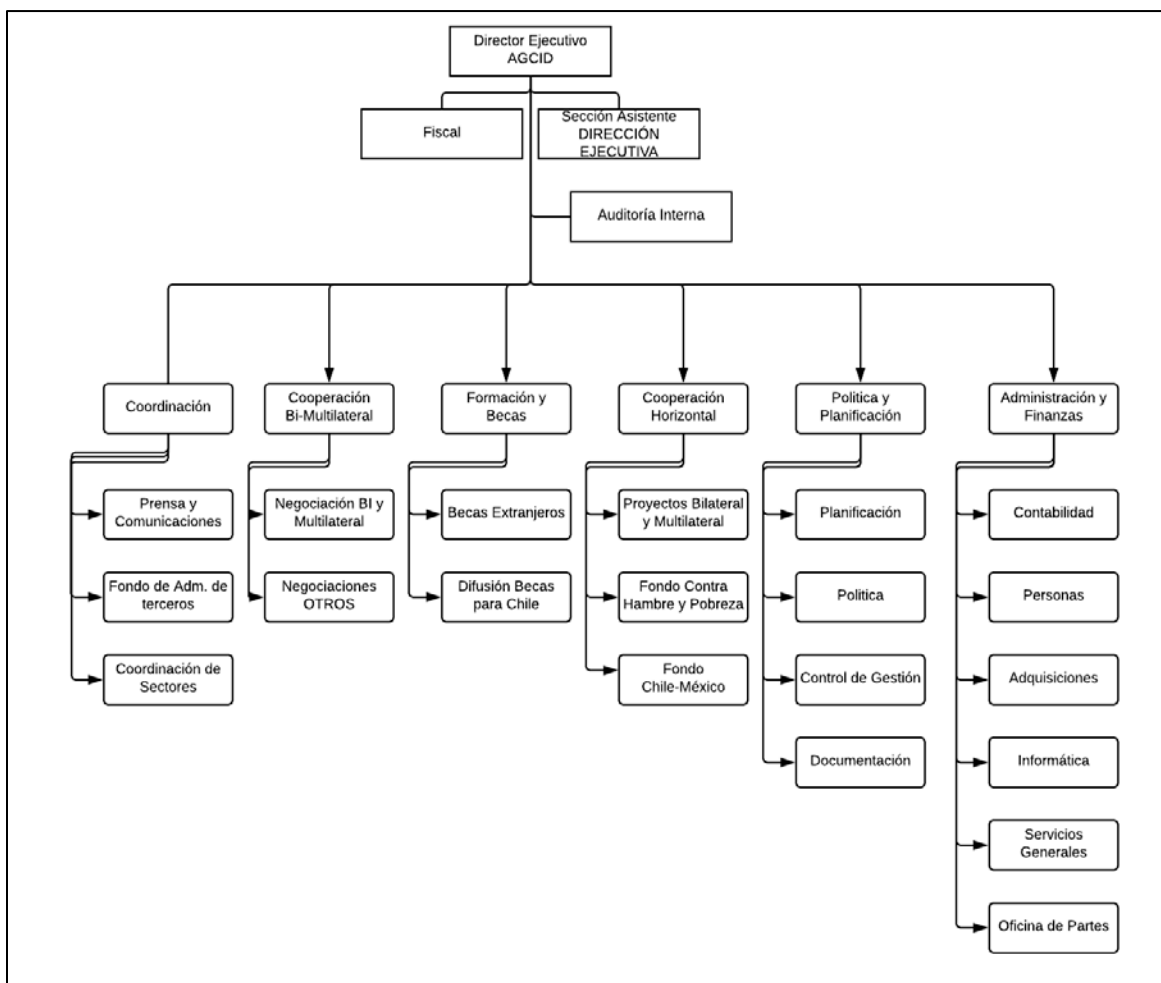 Director Ejecutivo
AGCID
Fiscal
Sección Asistente
DIRECCIÓN
EJECUTIVA
Auditoría Interna
Coordinación
Cooperación
Bi-Multilateral
Formación y
Becas
Cooperación
Horizontal
Politica y
Planificación
Administración y
Finanzas
Prensa y
Comunicaciones
Negociación BI y
Multilateral
Becas Extranjeros
Proyectos Bilateral
y Multilateral
Planificación
Contabilidad
Fondo de Adm. de
terceros
Negociaciones
OTROS
Difusión Becas
para Chile
Fondo Contra
Hambre y Pobreza
Politica
Personas
Coordinación de
Sectores
Fondo
Chile-México
Control de Gestión
Adquisiciones
Documentación
Informática
Servicios
Generales
Oficina de Partes